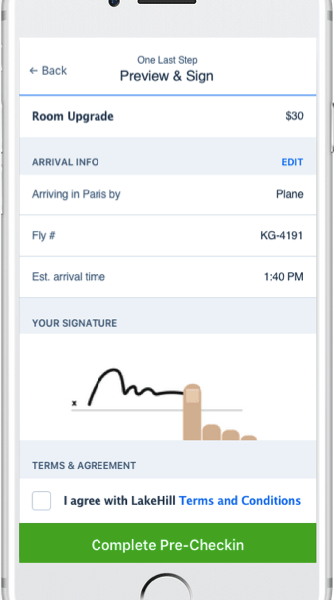 One Last Step
← Back
Preview & Sign
Room Upgrade $30
ARRIVAL INFO EDIT
Arriving in Paris by Plane
Fly # KG-4191
Est. arrival time 1:40 PM
YOUR SIGNATURE
x
TERMS & AGREEMENT
I agree with LakeHill Terms and Conditions
Complete Pre-Checkin